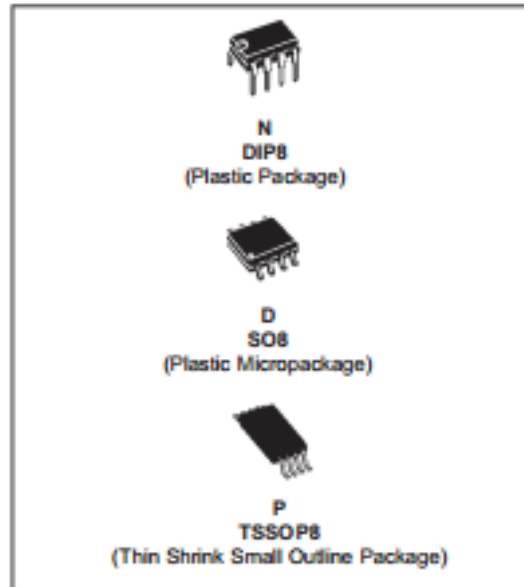 N
DIP8
(Plastic Package)
D
SO8
(Plastic Micropackage)
P
TSSOP8
(Thin Shrink Small Outline Package)